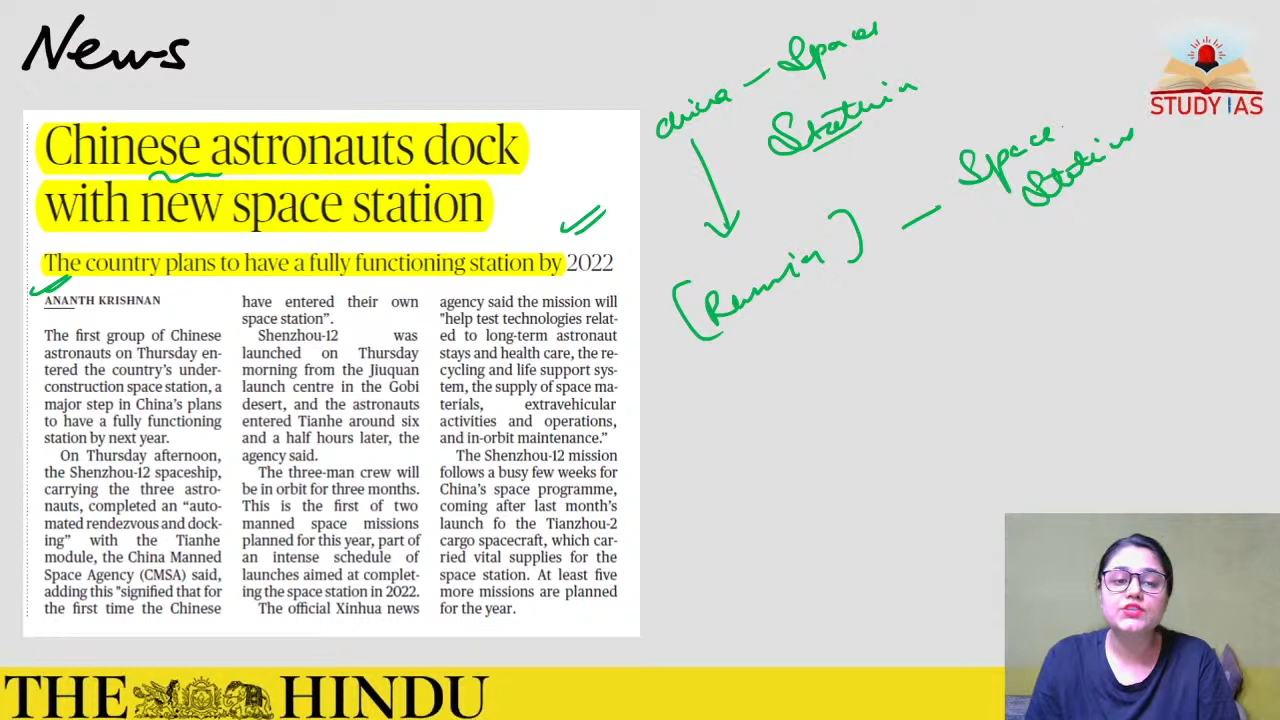 News
Chinese astronauts dock
with new space station
The country plans to have a fully functioning station by 2022
ANANTH KRISHNAN
The first group of Chinese
astronauts on Thursday en-
tered the country's under-
construction space station, a
major step in China's plans
to have a fully functioning
station by next year.
On Thursday afternoon,
the Shenzhou-12 spaceship,
carrying the three astro-
nauts, completed an "auto-
mated rendezvous and dock-
ing" with the Tianhe
module, the China Manned
Space Agency (CMSA) said,
adding this "signified that for
the first time the Chinese
have entered their own
space station".
Shenzhou-12 was
launched on Thursday
morning from the Jiuquan
launch centre in the Gobi
desert, and the astronauts
entered Tianhe around six
and a half hours later, the
agency said.
The three-man crew will
be in orbit for three months.
This is the first of two
manned space missions
planned for this year, part of
an intense schedule of
launches aimed at complet-
ing the space station in 2022.
The official Xinhua news
agency said the mission will
"help test technologies relat-
ed to long-term astronaut
stays and health care, the re-
cycling and life support sys-
tem, the supply of space ma-
terials, extravehicular
activities and operations,
and in-orbit maintenance."
The Shenzhou-12 mission
follows a busy few weeks for
China's space programme,
coming after last month's
launch fo the Tianzhou-2
cargo spacecraft, which car-
ried vital supplies for the
space station. At least five
more missions are planned
for the year.
China - Space
Station
[Russia] - Space
Station
STUDY IAS
THE HINDU